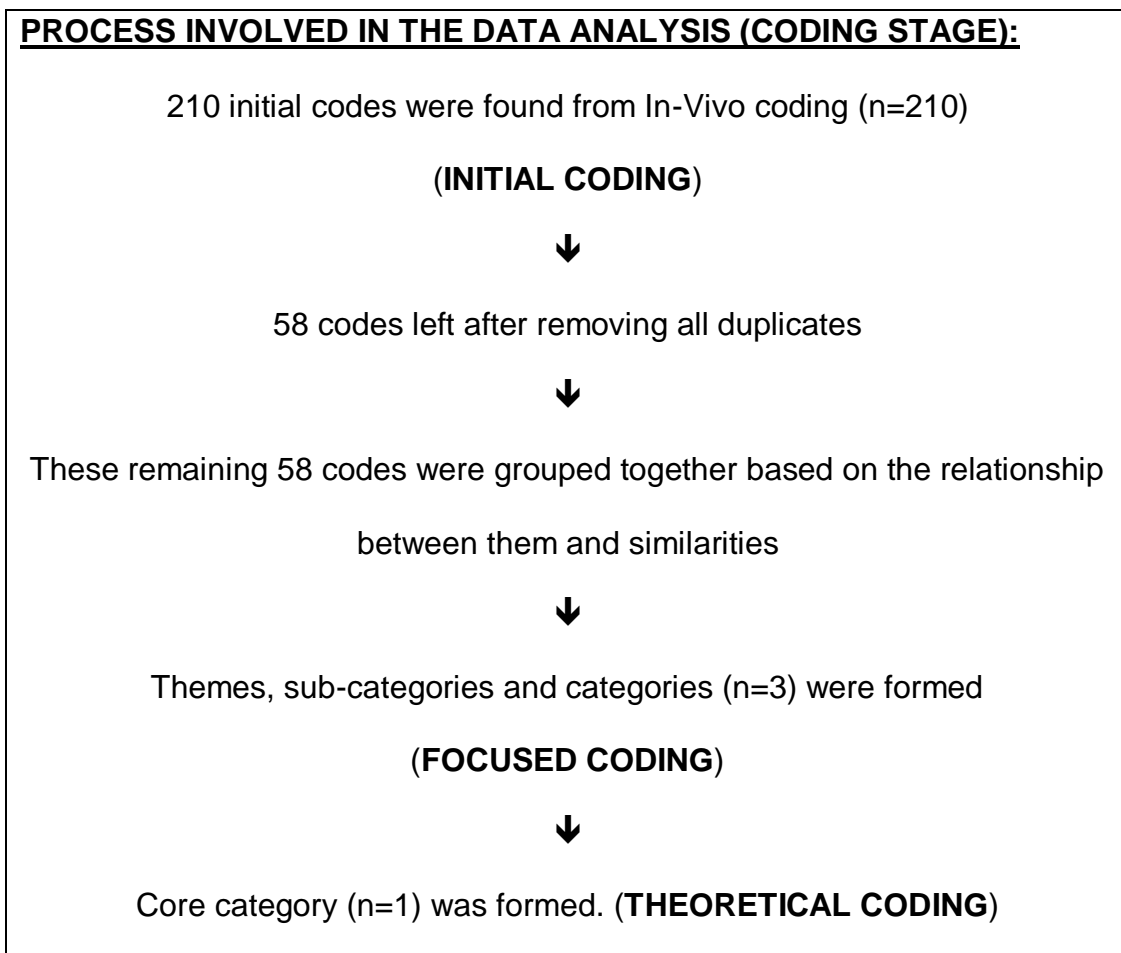 PROCESS INVOLVED IN THE DATA ANALYSIS (CODING STAGE):
210 initial codes were found from In-Vivo coding (n=210)
(INITIAL CODING)
🡻
58 codes left after removing all duplicates
🡻
These remaining 58 codes were grouped together based on the relationship
between them and similarities
🡻
Themes, sub-categories and categories (n=3) were formed
(FOCUSED CODING)
🡻
Core category (n=1) was formed. (THEORETICAL CODING)